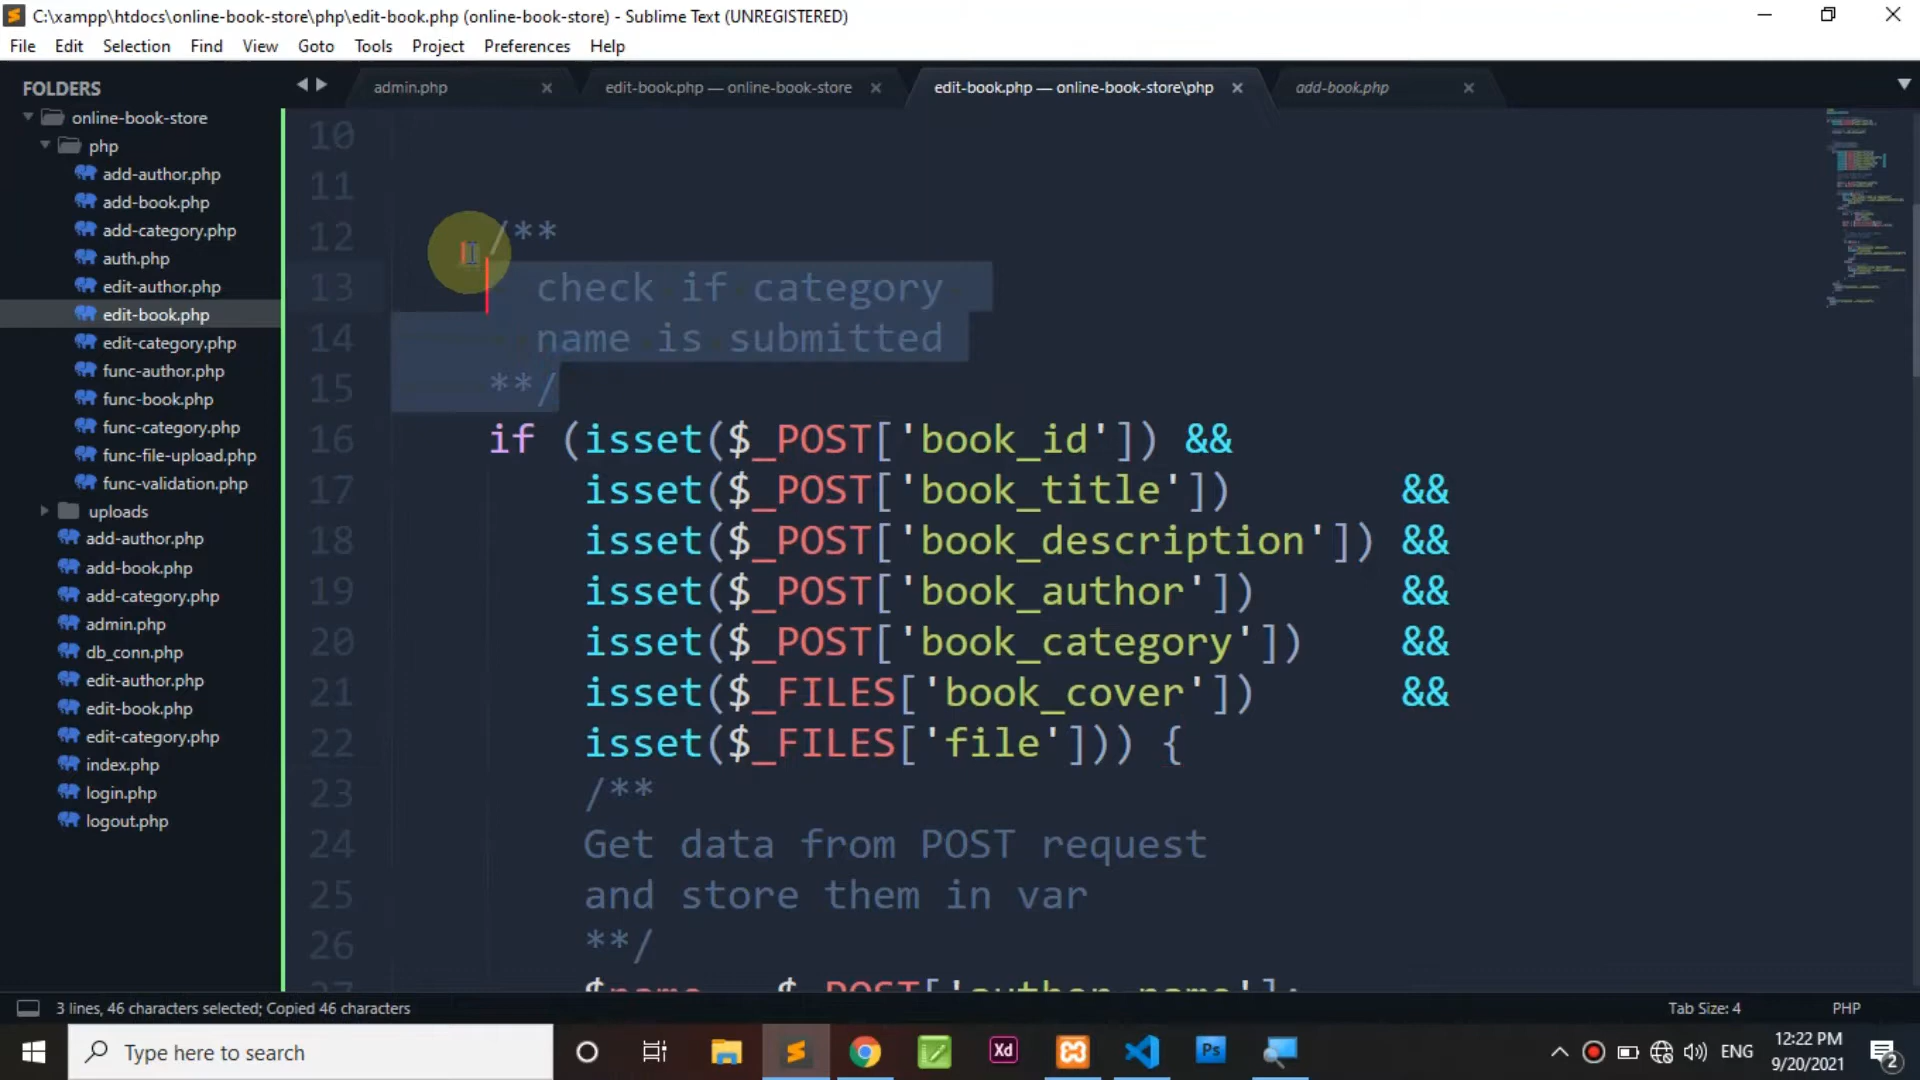 C:\xampp\htdocs\online-book-store\php\edit-book.php (online-book-store) - Sublime Text (UNREGISTERED)
File Edit Selection Find View Goto Tools Project Preferences Help
FOLDERS
online-book-store
php
add-author.php
add-book.php
add-category.php
auth.php
edit-author.php
edit-book.php
edit-category.php
func-author.php
func-book.php
func-category.php
func-file-upload.php
func-validation.php
uploads
add-author.php
add-book.php
add-category.php
admin.php
db_conn.php
edit-author.php
edit-book.php
edit-category.php
index.php
login.php
logout.php
admin.php
edit-book.php — online-book-store
edit-book.php — online-book-store\php
add-book.php
10
11
12 /**
13 check if category
14 name is submitted
15 **/
16 if (isset($_POST['book_id']) &&
17 isset($_POST['book_title']) &&
18 isset($_POST['book_description']) &&
19 isset($_POST['book_author']) &&
20 isset($_POST['book_category']) &&
21 isset($_FILES['book_cover']) &&
22 isset($_FILES['file'])) {
23 /**
24 Get data from POST request
25 and store them in var
26 **/
3 lines, 46 characters selected; Copied 46 characters
Tab Size: 4 PHP
Type here to search
Xd
Ps
ENG
12:22 PM
9/20/2021
2